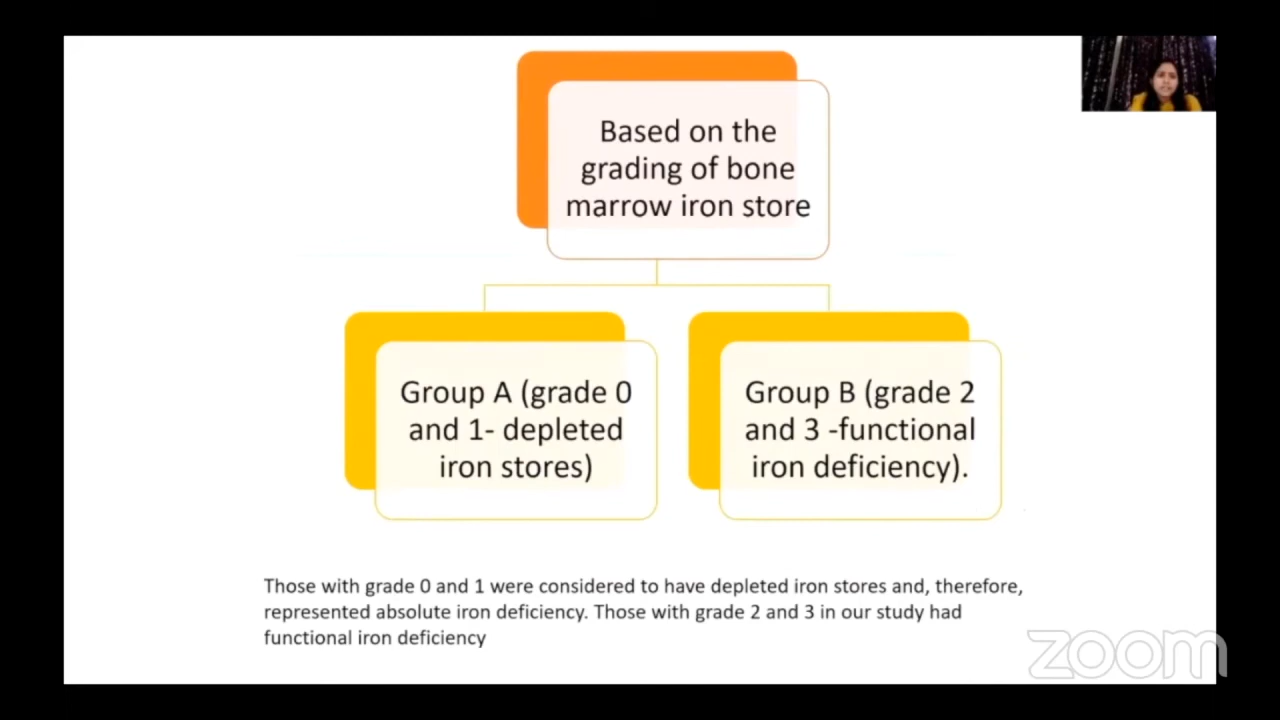 Based on the
grading of bone
marrow iron store
Group A (grade 0
and 1- depleted
iron stores)
Group B (grade 2
and 3 -functional
iron deficiency).
Those with grade 0 and 1 were considered to have depleted iron stores and, therefore,
represented absolute iron deficiency. Those with grade 2 and 3 in our study had
functional iron deficiency
zoom